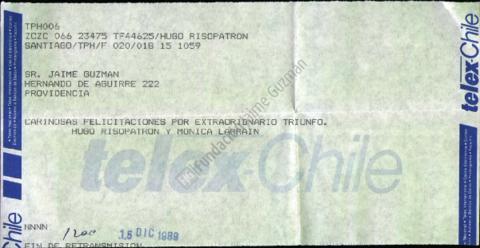 TPH006
ZCZC 066 23475 TF44625/HUGO RISOPATRON
SANTIAGO/TPH/F 020/018 15 1059
SR. JAIME GUZMAN
HERNANDO DE AGUIRRE 222
PROVIDENCIA
CARINOSAS FELICITACIONES POR EXTRAORDINARIO TRIUNFO.
HUGO RISOPATRON Y MONICA LARRAIN
Fundación Jaime Guzmán
telex-Chile
telex-Chile
NNNN
15 DIC 1989
FIN DE RETRANSMISION